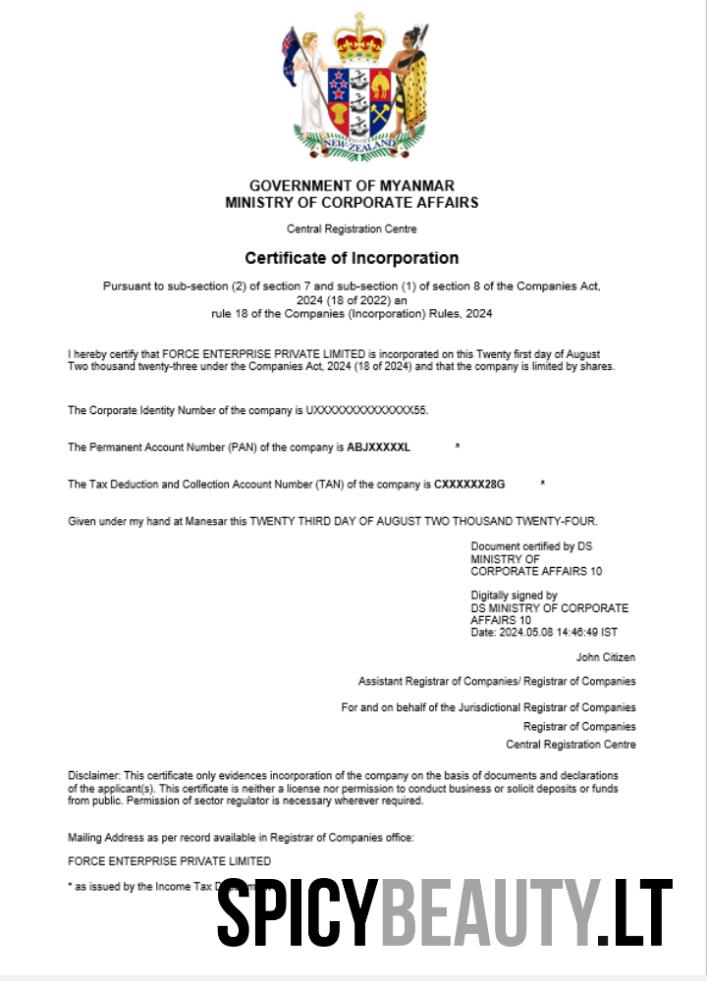 NEW ZEALAND
GOVERNMENT OF MYANMAR
MINISTRY OF CORPORATE AFFAIRS
Central Registration Centre
Certificate of Incorporation
Pursuant to sub-section (2) of section 7 and sub-section (1) of section 8 of the Companies Act,
2024 (18 of 2022) an
rule 18 of the Companies (Incorporation) Rules, 2024
I hereby certify that FORCE ENTERPRISE PRIVATE LIMITED is incorporated on this Twenty first day of August
Two thousand twenty-three under the Companies Act, 2024 (18 of 2024) and that the company is limited by shares.
The Corporate Identity Number of the company is UXXXXXXXXXXXXXX55.
The Permanent Account Number (PAN) of the company is ABJXXXXXL *
The Tax Deduction and Collection Account Number (TAN) of the company is CXXXXXX28G *
Given under my hand at Manesar this TWENTY THIRD DAY OF AUGUST TWO THOUSAND TWENTY-FOUR.
Document certified by DS
MINISTRY OF
CORPORATE AFFAIRS 10
Digitally signed by
DS MINISTRY OF CORPORATE
AFFAIRS 10
Date: 2024.05.08 14:46:49 IST
John Citizen
Assistant Registrar of Companies/ Registrar of Companies
For and on behalf of the Jurisdictional Registrar of Companies
Registrar of Companies
Central Registration Centre
Disclaimer: This certificate only evidences incorporation of the company on the basis of documents and declarations
of the applicant(s). This certificate is neither a license nor permission to conduct business or solicit deposits or funds
from public. Permission of sector regulator is necessary wherever required.
Mailing Address as per record available in Registrar of Companies office:
FORCE ENTERPRISE PRIVATE LIMITED
* as issued by the Income Tax
SPICYBEAUTY.LT